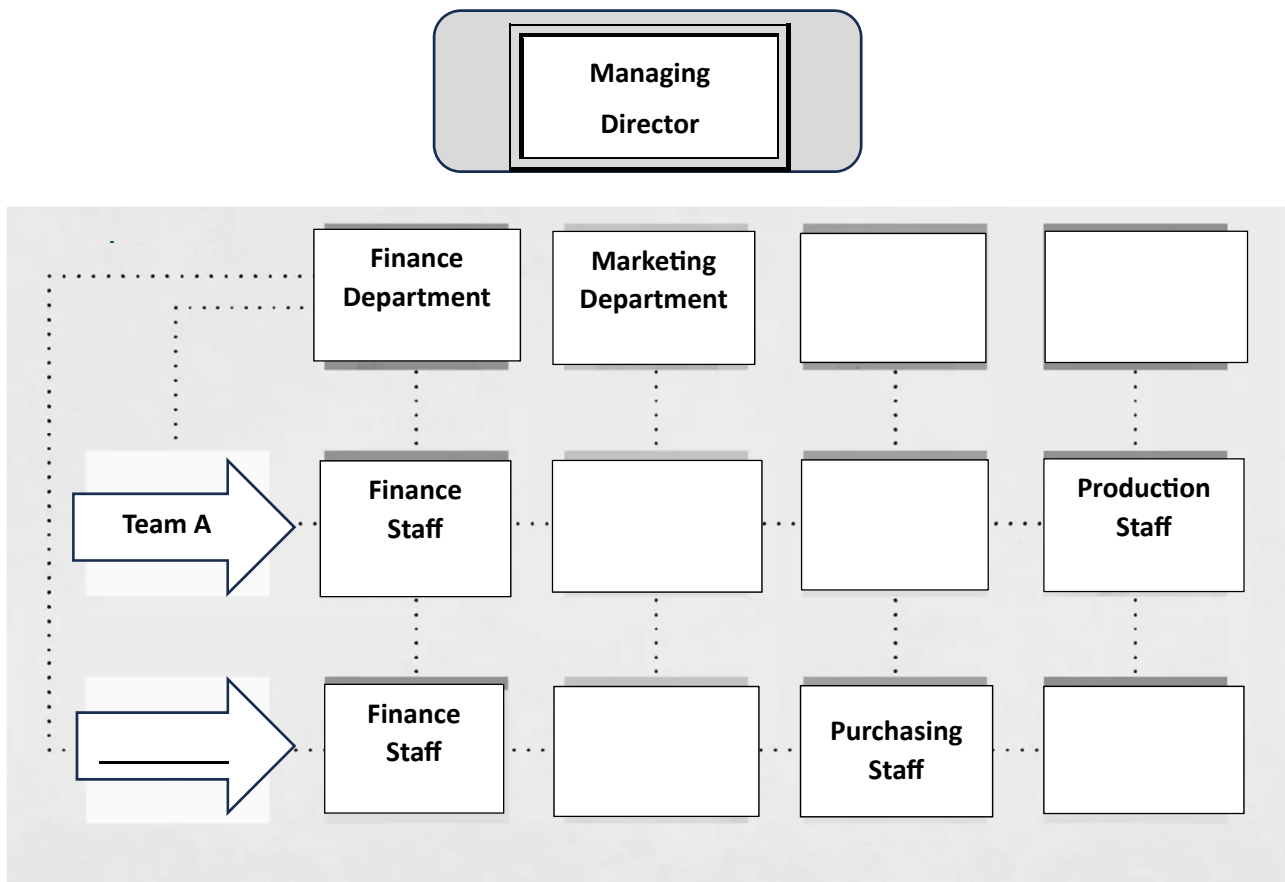 Managing
Director
Finance
Department
Marketing
Department
Team A
Finance
Staff
Production
Staff
Finance
Staff
Purchasing
Staff